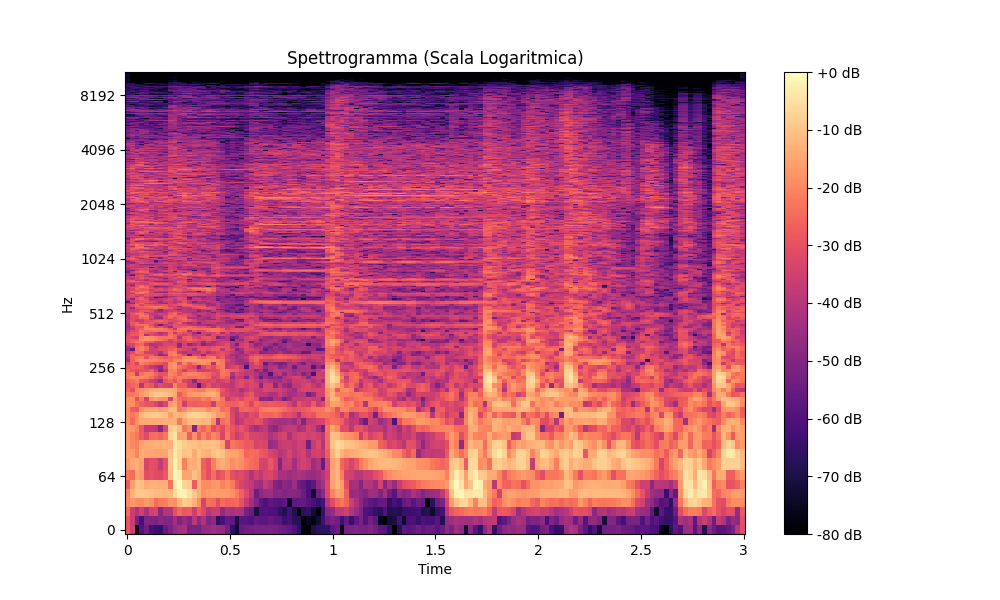 Spettrogramma (Scala Logaritmica)
Hz
8192
4096
2048
1024
512
256
128
64
0
0
0.5
1
1.5
2
2.5
3
Time
+0 dB
-10 dB
-20 dB
-30 dB
-40 dB
-50 dB
-60 dB
-70 dB
-80 dB